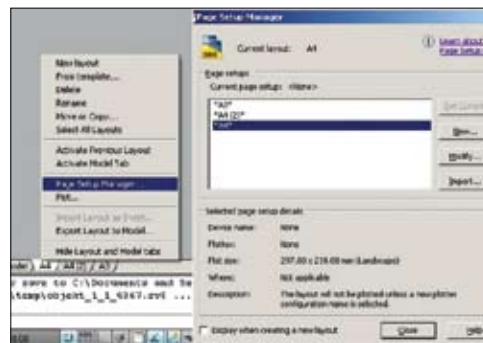 New layout
From template...
Delete
Rename
Move or Copy...
Select All Layouts
Activate Previous Layout
Activate Model Tab
Page Setup Manager...
Plot...
Import Layout as Sheet...
Export Layout to Model...
Hide Layout and Model tabs
A4 / A4 (2) / A3 /
save to C:\Documents and
\temp\objekt_1_1_
Page Setup Manager
Current layout: A4
Learn about
Page Setup
Page setups
Current page setup: <None>
*A3*
*A4 (2)*
*A4*
Set Current
New...
Modify...
Import...
Selected page setup details
Device name: None
Plotter: None
Plot size: 297.00 x 210.00 mm (Landscape)
Where: Not applicable
Description: The layout will not be plotted unless a new plotter
configuration name is selected.
Display when creating a new layout
Close
Help